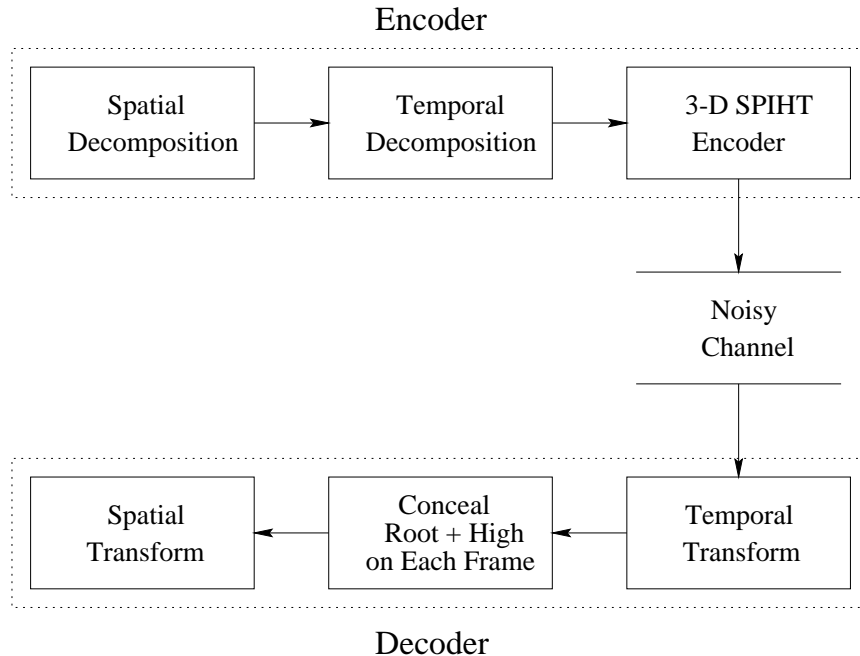 Encoder
Spatial
Decomposition
Temporal
Decomposition
3-D SPIHT
Encoder
Noisy
Channel
Spatial
Transform
Conceal
Root + High
on Each Frame
Temporal
Transform
Decoder